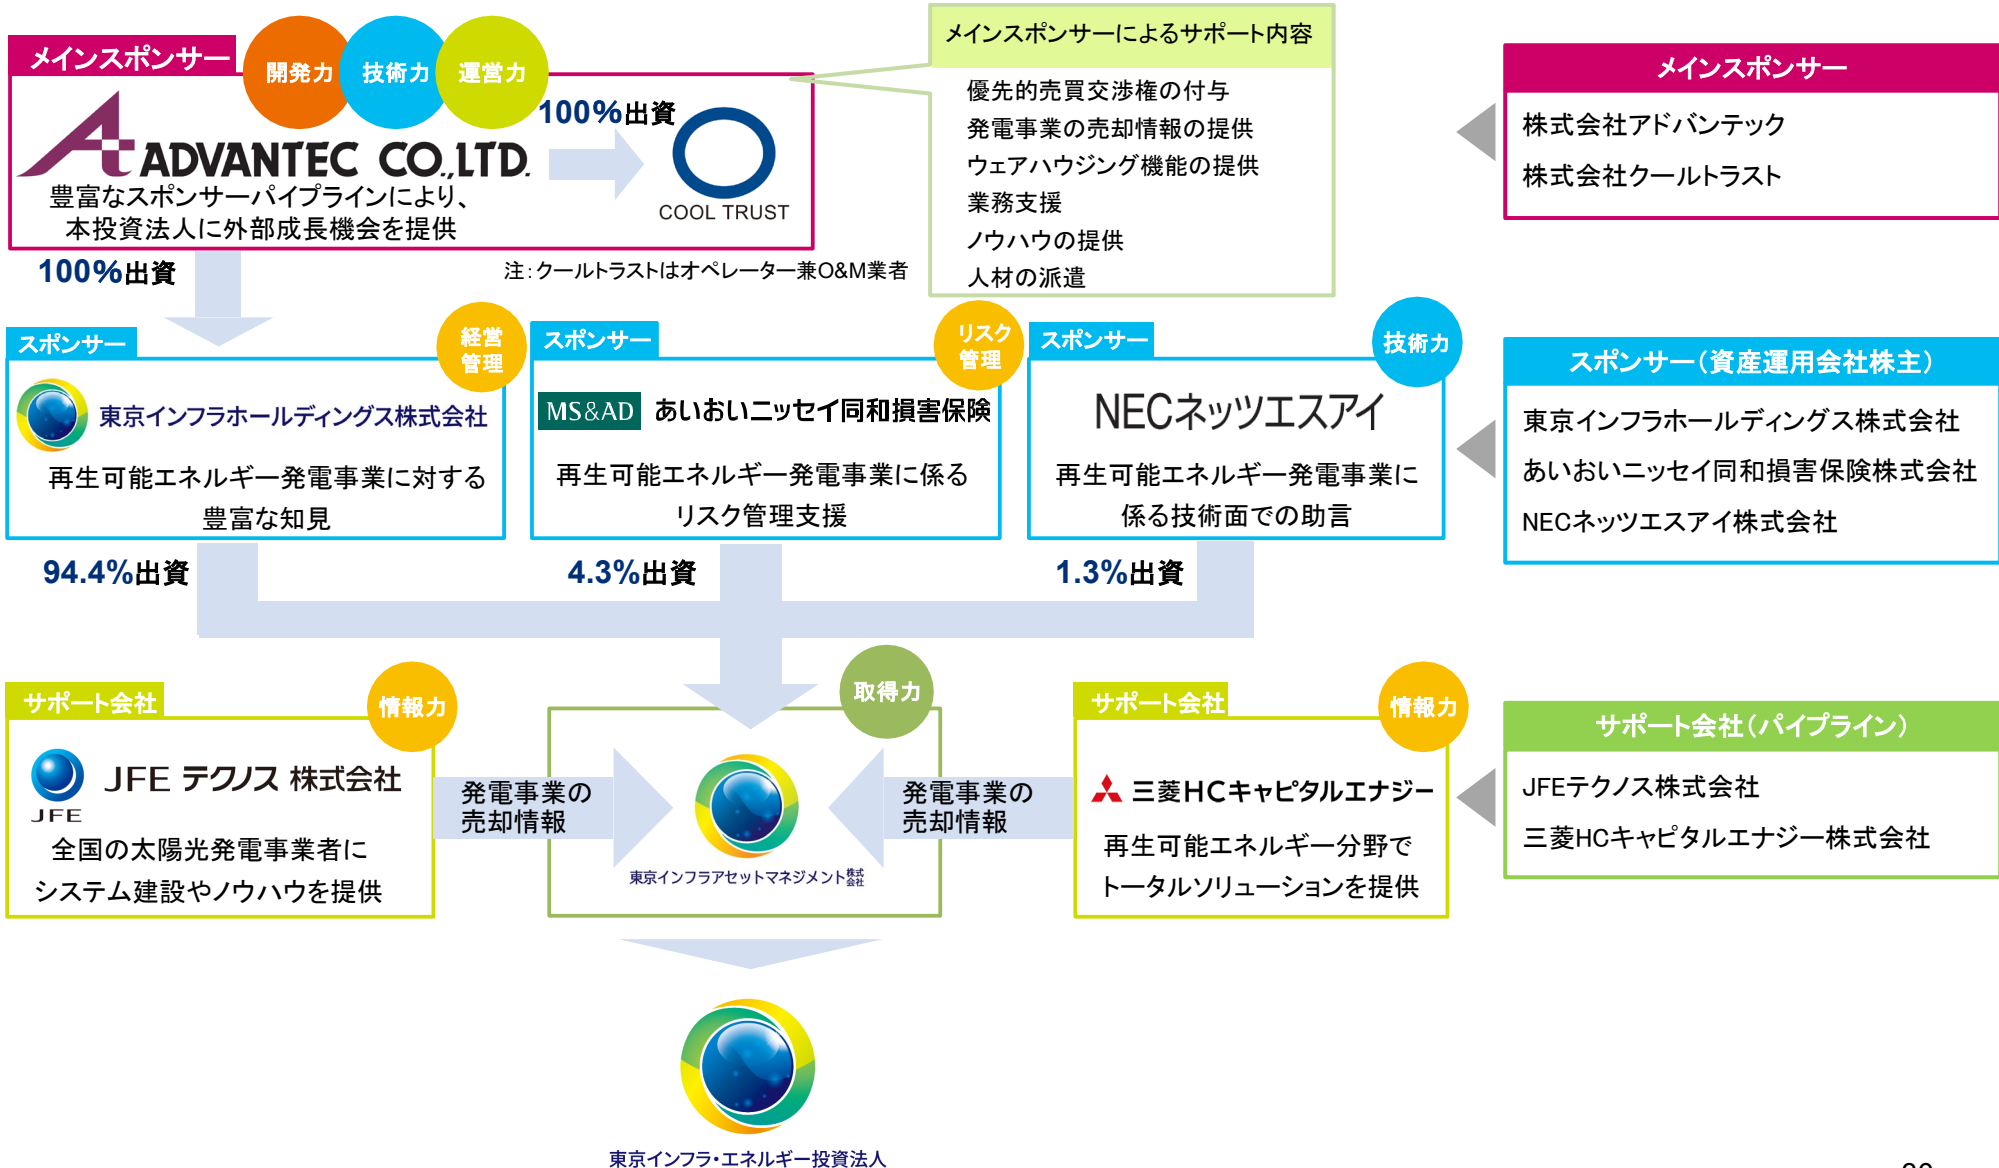 メインスポンサー
開発力
技術力
運営力
100%出資
ADVANTEC CO.,LTD.
COOL TRUST
豊富なスポンサーパイプラインにより、
本投資法人に外部成長機会を提供
メインスポンサーによるサポート内容
優先的売買交渉権の付与
発電事業の売却情報の提供
ウェアハウジング機能の提供
業務支援
ノウハウの提供
人材の派遣
メインスポンサー
株式会社アドバンテック
株式会社クールトラスト
100%出資
注：クールトラストはオペレーター兼O&M業者
スポンサー
経営
管理
東京インフラホールディングス株式会社
再生可能エネルギー発電事業に対する
豊富な知見
スポンサー
リスク
管理
MS&AD あいおいニッセイ同和損害保険
再生可能エネルギー発電事業に係る
リスク管理支援
スポンサー
技術力
NECネッツエスアイ
再生可能エネルギー発電事業に
係る技術面での助言
スポンサー（資産運用会社株主）
東京インフラホールディングス株式会社
あいおいニッセイ同和損害保険株式会社
NECネッツエスアイ株式会社
94.4%出資
4.3%出資
1.3%出資
サポート会社
情報力
JFE
JFE テクノス 株式会社
全国の太陽光発電事業者に
システム建設やノウハウを提供
発電事業の
売却情報
取得力
東京インフラアセットマネジメント株式会社
発電事業の
売却情報
サポート会社
情報力
三菱HCキャピタルエナジー
再生可能エネルギー分野で
トータルソリューションを提供
サポート会社（パイプライン）
JFEテクノス株式会社
三菱HCキャピタルエナジー株式会社
東京インフラ・エネルギー投資法人